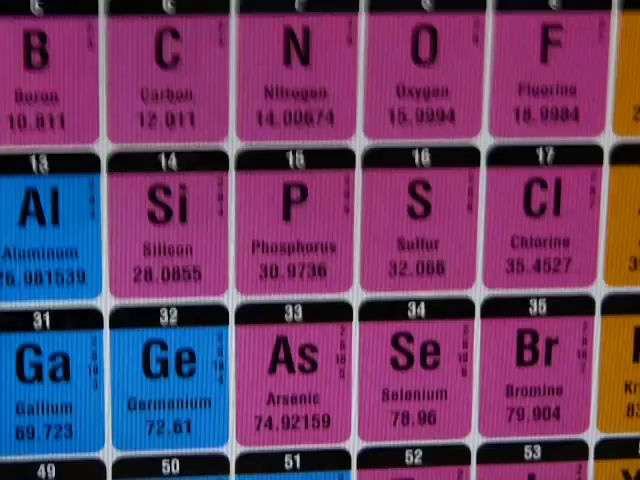 B C N O F
Boron Carbon Nitrogen Oxygen Fluorine
10.811 12.011 14.00674 15.9994 18.9984
13 14 15 16 17
Al Si P S Cl
Aluminum Silicon Phosphorus Sulfur Chlorine
26.981539 28.0855 30.9736 32.066 35.4527
31 32 33 34 35
Ga Ge As Se Br
Gallium Germanium Arsenic Selenium Bromine
69.723 72.61 74.92159 78.96 79.904
49 50 51 52 53